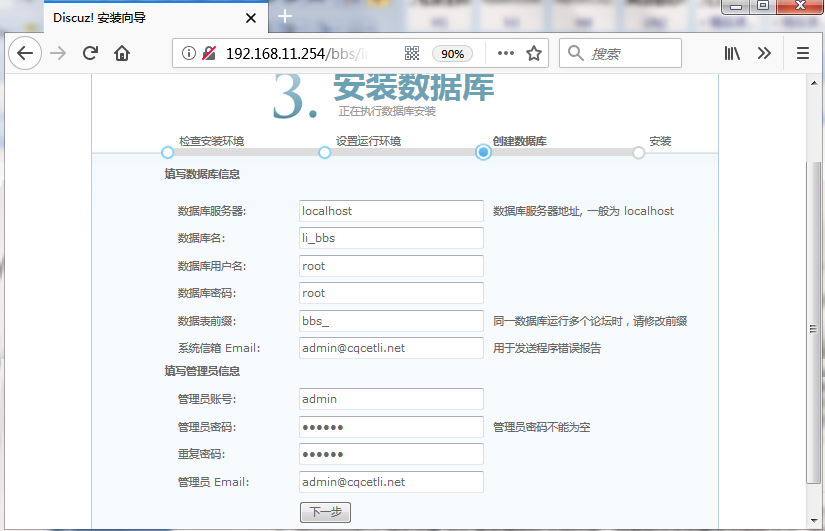 Discuz! 安装向导
192.168.11.254/bbs/i
90%
搜索
3. 安装数据库
正在执行数据库安装
检查安装环境 设置运行环境 创建数据库 安装
填写数据库信息
数据库服务器: localhost 数据库服务器地址, 一般为 localhost
数据库名: li_bbs
数据库用户名: root
数据库密码: root
数据表前缀: bbs_ 同一数据库运行多个论坛时，请修改前缀
系统信箱 Email: admin@cqcetli.net 用于发送程序错误报告
填写管理员信息
管理员账号: admin
管理员密码: •••••• 管理员密码不能为空
重复密码: ••••••
管理员 Email: admin@cqcetli.net
下一步